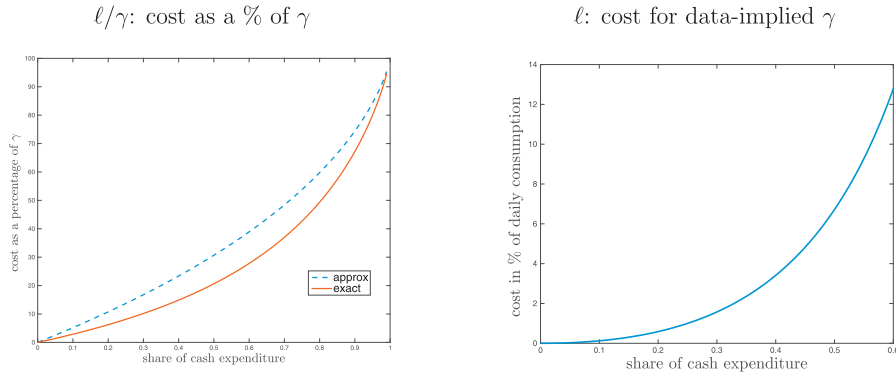 ℓ/γ: cost as a % of γ
cost as a percentage of γ
100
90
80
70
60
50
40
30
20
10
0
approx
exact
0 0.1 0.2 0.3 0.4 0.5 0.6 0.7 0.8 0.9 1
share of cash expenditure
ℓ: cost for data-implied γ
cost in % of daily consumption
14
12
10
8
6
4
2
0
0 0.1 0.2 0.3 0.4 0.5 0.6
share of cash expenditure